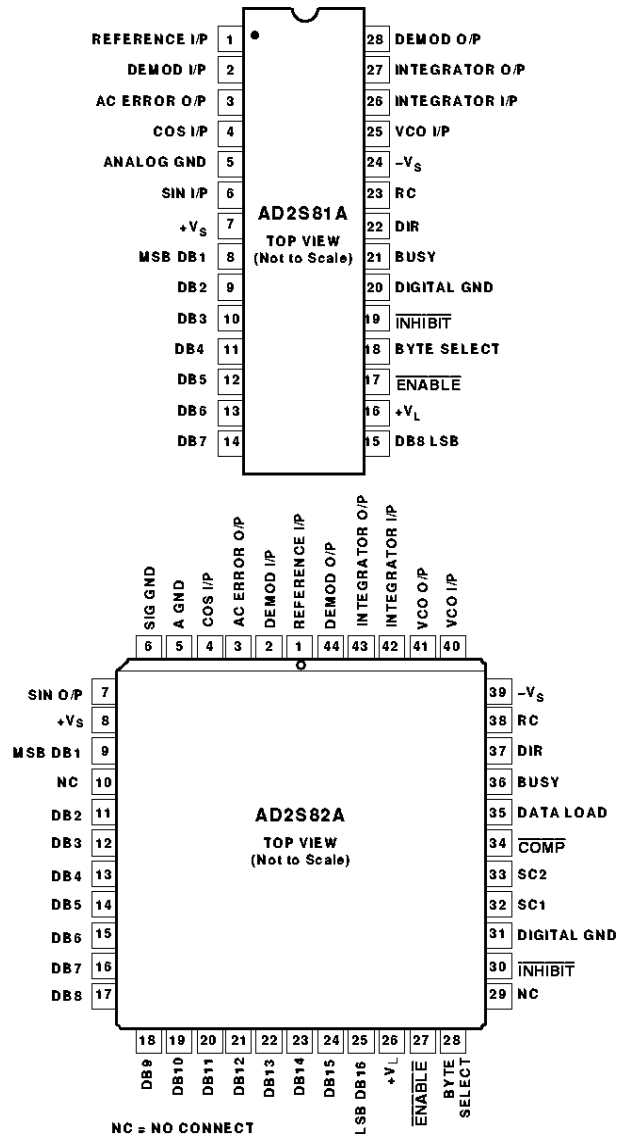 REFERENCE I/P 1 28 DEMOD O/P
DEMOD I/P 2 27 INTEGRATOR O/P
AC ERROR O/P 3 26 INTEGRATOR I/P
COS I/P 4 25 VCO I/P
ANALOG GND 5 24 −VS
SIN I/P 6 23 RC
AD2S81A
+VS 7 22 DIR
TOP VIEW
(Not to Scale)
MSB DB1 8 21 BUSY
DB2 9 20 DIGITAL GND
DB3 10 19 INHIBIT
DB4 11 18 BYTE SELECT
DB5 12 17 ENABLE
DB6 13 16 +VL
DB7 14 15 DB8 LSB
SIG GND
A GND
COS I/P
AC ERROR O/P
DEMOD I/P
REFERENCE I/P
DEMOD O/P
INTEGRATOR O/P
INTEGRATOR I/P
VCO O/P
VCO I/P
6 5 4 3 2 1 44 43 42 41 40
SIN O/P 7 39 −VS
+VS 8 38 RC
MSB DB1 9 37 DIR
NC 10 36 BUSY
DB2 11 35 DATA LOAD
AD2S82A
TOP VIEW
(Not to Scale)
DB3 12 34 COMP
DB4 13 33 SC2
DB5 14 32 SC1
DB6 15 31 DIGITAL GND
DB7 16 30 INHIBIT
DB8 17 29 NC
18 19 20 21 22 23 24 25 26 27 28
DB9
DB10
DB11
DB12
DB13
DB14
DB15
LSB DB16
+VL
ENABLE
BYTE
SELECT
NC = NO CONNECT